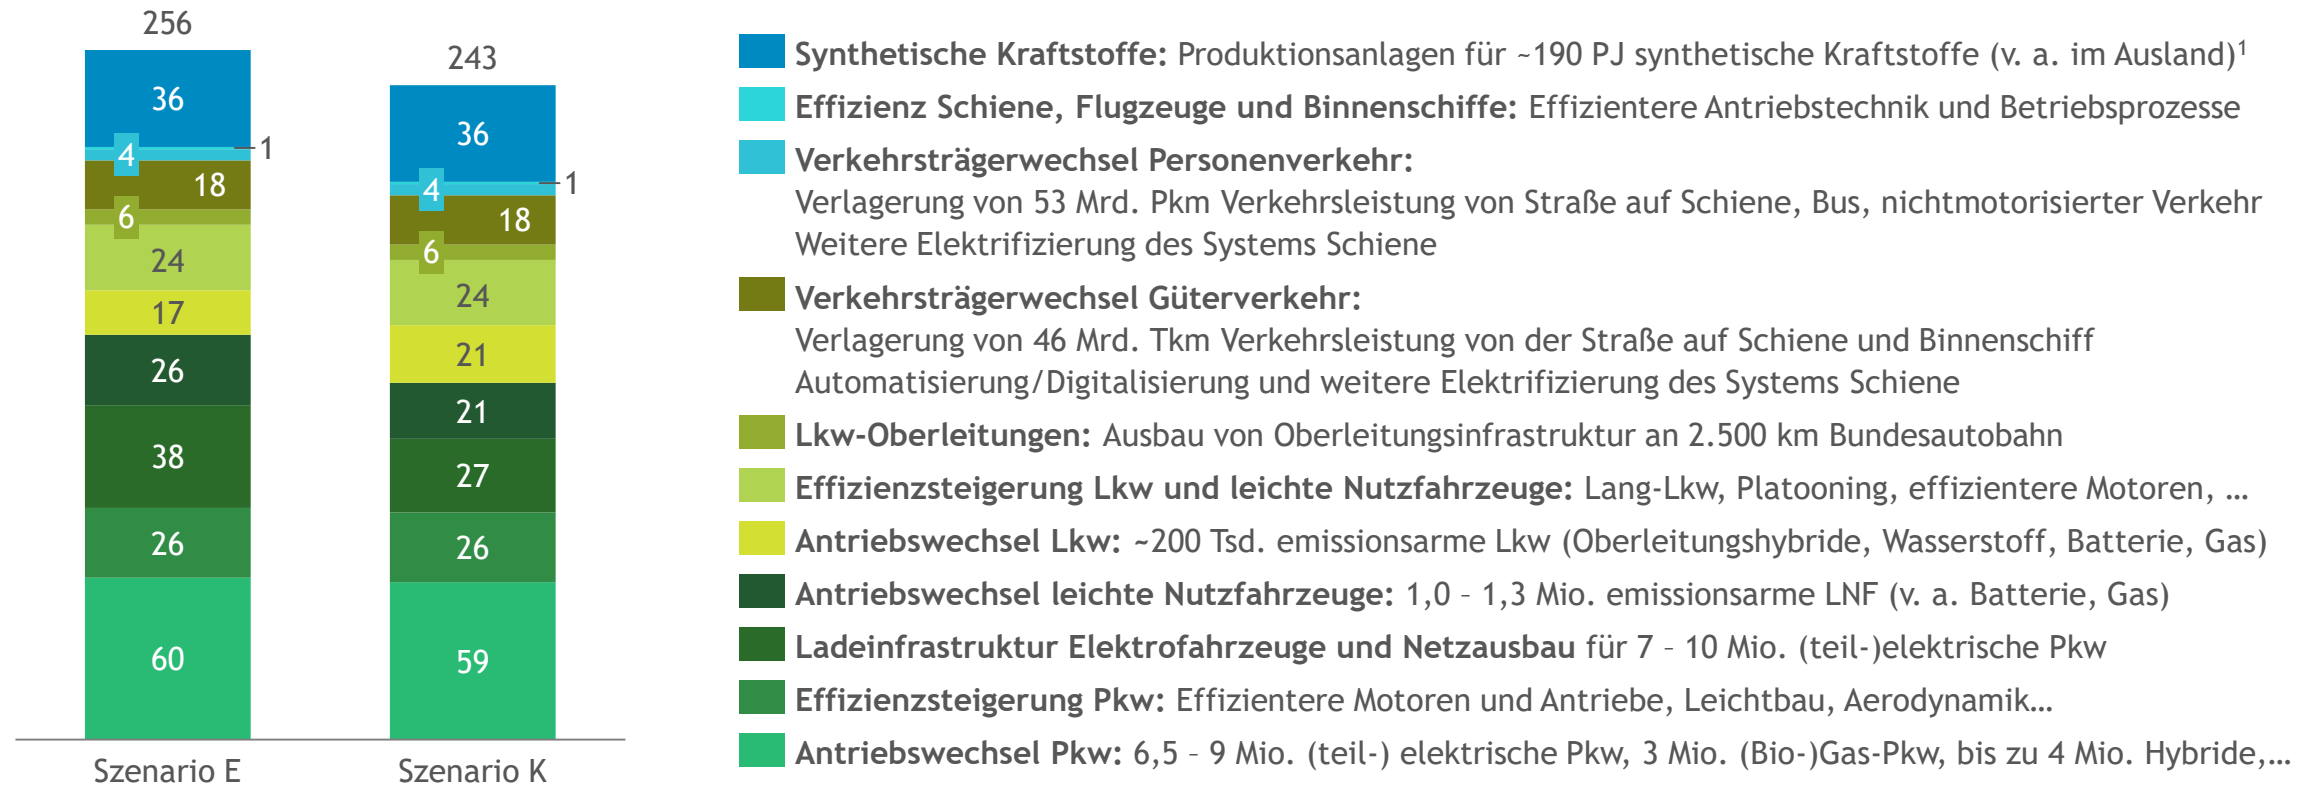 256
36
4
1
18
6
24
17
26
38
26
60
Szenario E
243
36
4
1
18
6
24
21
21
27
26
59
Szenario K
Synthetische Kraftstoffe: Produktionsanlagen für ~190 PJ synthetische Kraftstoffe (v. a. im Ausland)¹
Effizienz Schiene, Flugzeuge und Binnenschiffe: Effizientere Antriebstechnik und Betriebsprozesse
Verkehrsträgerwechsel Personenverkehr:
Verlagerung von 53 Mrd. Pkm Verkehrsleistung von Straße auf Schiene, Bus, nichtmotorisierter Verkehr
Weitere Elektrifizierung des Systems Schiene
Verkehrsträgerwechsel Güterverkehr:
Verlagerung von 46 Mrd. Tkm Verkehrsleistung von der Straße auf Schiene und Binnenschiff
Automatisierung/Digitalisierung und weitere Elektrifizierung des Systems Schiene
Lkw-Oberleitungen: Ausbau von Oberleitungsinfrastruktur an 2.500 km Bundesautobahn
Effizienzsteigerung Lkw und leichte Nutzfahrzeuge: Lang-Lkw, Platooning, effizientere Motoren, …
Antriebswechsel Lkw: ~200 Tsd. emissionsarme Lkw (Oberleitungshybride, Wasserstoff, Batterie, Gas)
Antriebswechsel leichte Nutzfahrzeuge: 1,0 – 1,3 Mio. emissionsarme LNF (v. a. Batterie, Gas)
Ladeinfrastruktur Elektrofahrzeuge und Netzausbau für 7 – 10 Mio. (teil-)elektrische Pkw
Effizienzsteigerung Pkw: Effizientere Motoren und Antriebe, Leichtbau, Aerodynamik…
Antriebswechsel Pkw: 6,5 – 9 Mio. (teil-) elektrische Pkw, 3 Mio. (Bio-)Gas-Pkw, bis zu 4 Mio. Hybride,…